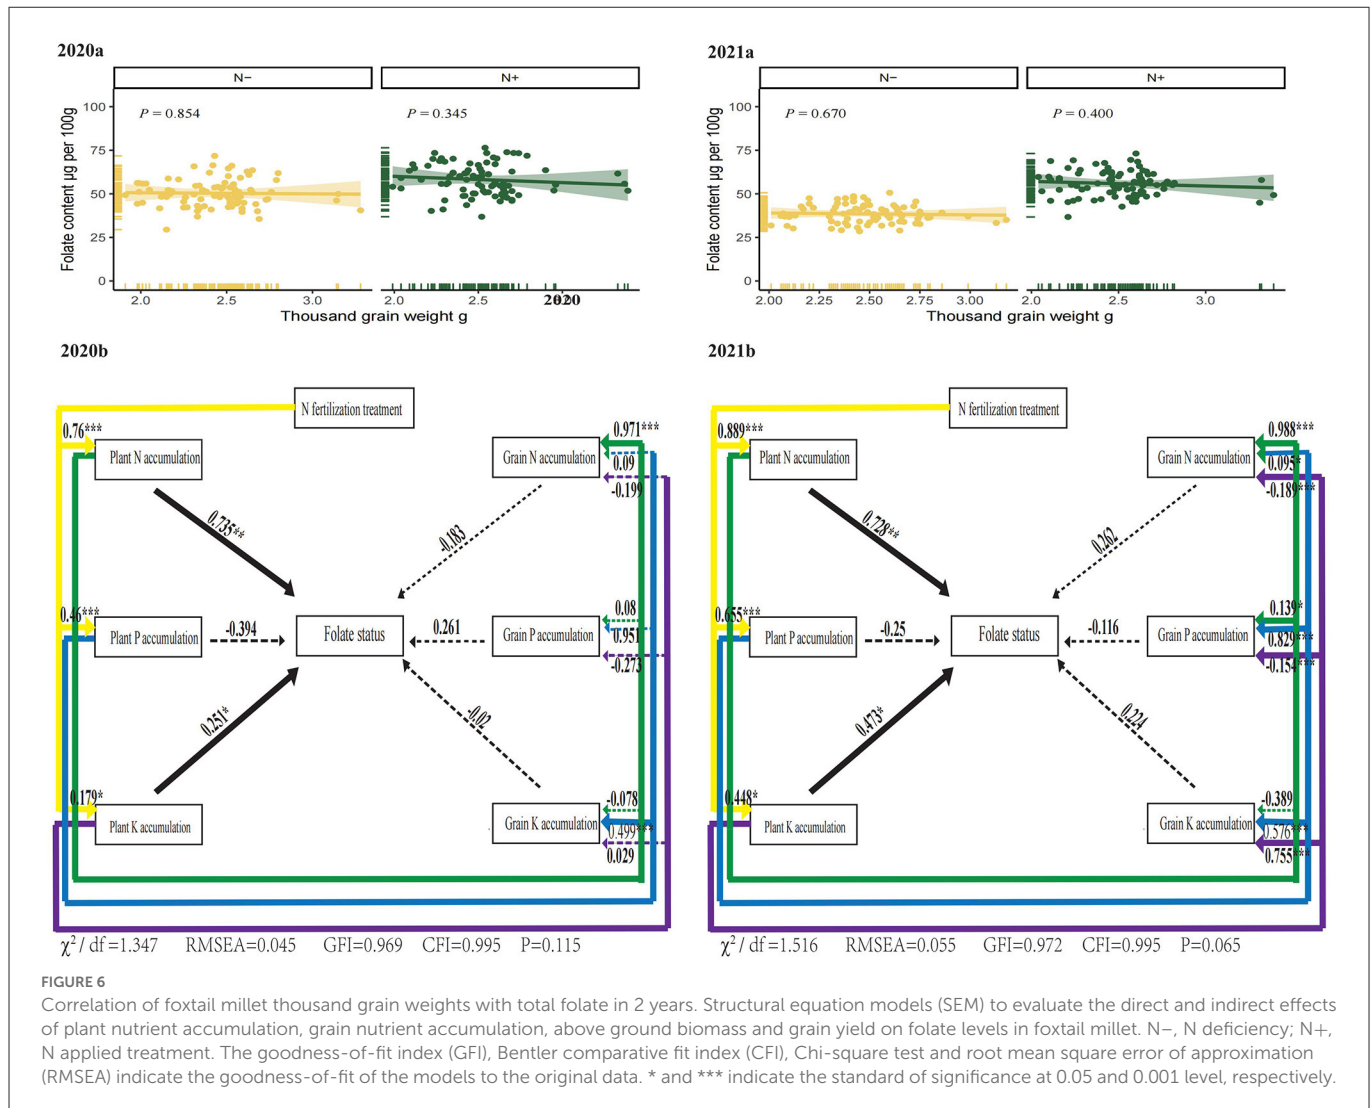 2020a
N−
N+
P = 0.854
P = 0.345
Folate content µg per 100g
100
75
50
25
0
2.0
2.5
3.0
2.0
2.5
2020
Thousand grain weight g
2021a
N−
N+
P = 0.670
P = 0.400
Folate content µg per 100g
100
75
50
25
0
2.00
2.25
2.50
2.75
3.00
2.0
2.5
3.0
Thousand grain weight g
2020b
N fertilization treatment
0.76***
Plant N accumulation
0.971***
Grain N accumulation
0.09
-0.199
0.735**
-0.183
0.46***
Plant P accumulation
-0.394
Folate status
0.261
Grain P accumulation
0.08
0.951
-0.273
0.251*
-0.02
0.179*
Plant K accumulation
Grain K accumulation
-0.078
0.499***
0.029
χ² / df =1.347 RMSEA=0.045 GFI=0.969 CFI=0.995 P=0.115
2021b
N fertilization treatment
0.889***
Plant N accumulation
0.988***
Grain N accumulation
0.095*
-0.189***
0.728**
0.262
0.655***
Plant P accumulation
-0.25
Folate status
-0.116
Grain P accumulation
0.139*
0.829***
-0.154***
0.473*
0.224
0.448*
Plant K accumulation
Grain K accumulation
-0.389
0.576***
0.755***
χ² / df =1.516 RMSEA=0.055 GFI=0.972 CFI=0.995 P=0.065
FIGURE 6
Correlation of foxtail millet thousand grain weights with total folate in 2 years. Structural equation models (SEM) to evaluate the direct and indirect effects
of plant nutrient accumulation, grain nutrient accumulation, above ground biomass and grain yield on folate levels in foxtail millet. N−, N deficiency; N+,
N applied treatment. The goodness-of-fit index (GFI), Bentler comparative fit index (CFI), Chi-square test and root mean square error of approximation
(RMSEA) indicate the goodness-of-fit of the models to the original data. * and *** indicate the standard of significance at 0.05 and 0.001 level, respectively.